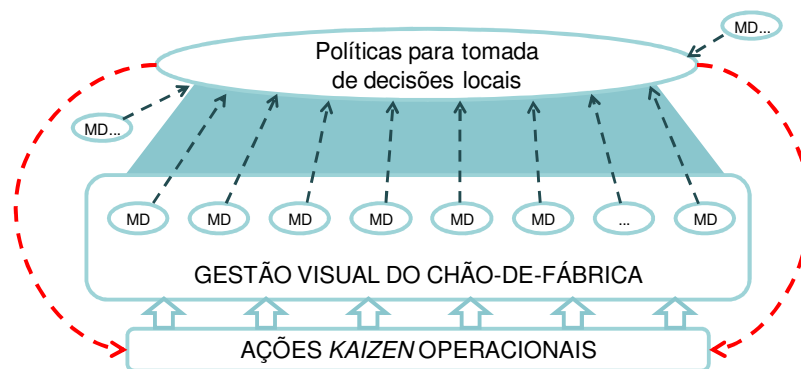 MD...
Políticas para tomada
de decisões locais
MD...
MD MD MD MD MD MD ... MD
GESTÃO VISUAL DO CHÃO-DE-FÁBRICA
AÇÕES KAIZEN OPERACIONAIS